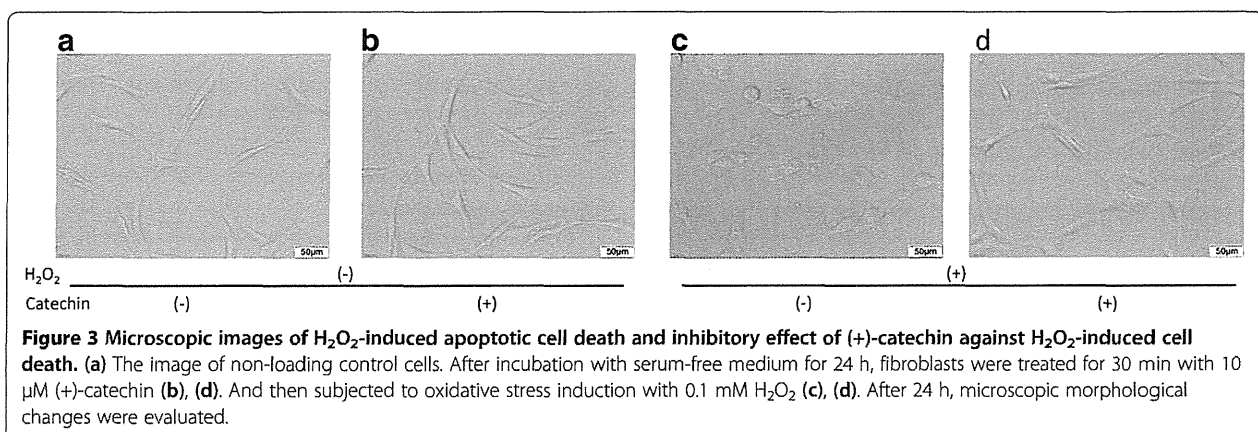 a b c d
50µm 50µm 50µm 50µm
H₂O₂ (-) (+)
Catechin (-) (+) (-) (+)
Figure 3 Microscopic images of H₂O₂-induced apoptotic cell death and inhibitory effect of (+)-catechin against H₂O₂-induced cell
death. (a) The image of non-loading control cells. After incubation with serum-free medium for 24 h, fibroblasts were treated for 30 min with 10
µM (+)-catechin (b), (d). And then subjected to oxidative stress induction with 0.1 mM H₂O₂ (c), (d). After 24 h, microscopic morphological
changes were evaluated.